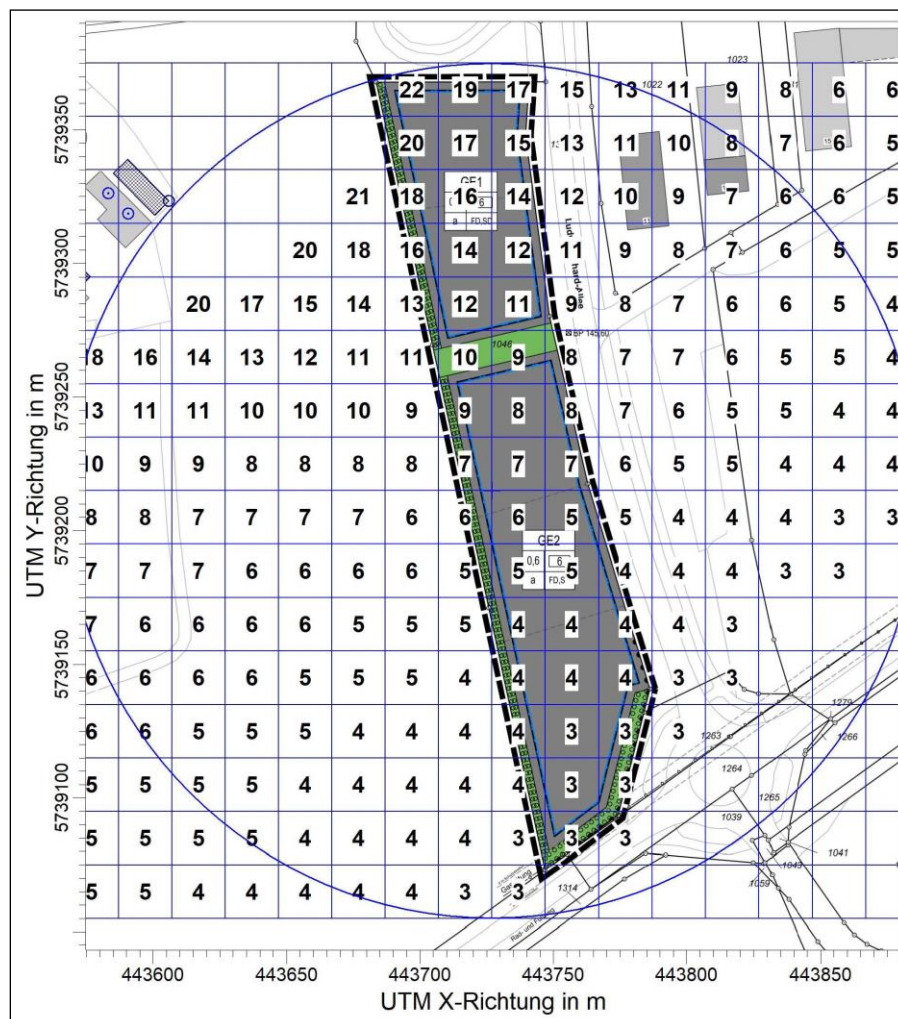 1023
22 19 17 15 13 1022 11 9 8 6 6
20 17 15 13 11 10 8 7 6 5
GE1
21 18 16 14 12 10 9 7 6 6 5
6
a FD,SD
20 18 16 14 12 11 9 8 7 6 5 5
20 17 15 14 13 12 11 9 8 7 6 6 5 4
BP 145,60
1046
18 16 14 13 12 11 11 10 9 8 7 7 6 5 5 4
13 11 11 10 10 10 9 9 8 8 7 6 5 5 4 4
10 9 9 8 8 8 8 7 7 7 6 5 5 4 4 4
8 8 7 7 7 7 6 6 6 5 5 4 4 4 3 3
GE2
0,6 6
a FD,S
7 7 7 6 6 6 6 5 5 5 4 4 4 3 3
7 6 6 6 6 5 5 5 4 4 4 4 3
6 6 6 6 5 5 5 4 4 4 4 3 3
1279
1263
1266
6 6 5 5 5 4 4 4 4 3 3 3
1264
1265
5 5 5 5 4 4 4 4 4 3 3
1039
1041
1043
5 5 5 5 4 4 4 4 3 3 3
1059
5 5 4 4 4 4 4 3 3
1314
Rad- und
5739350
5739300
5739250
5739200
5739150
5739100
UTM Y-Richtung in m
443600 443650 443700 443750 443800 443850
UTM X-Richtung in m